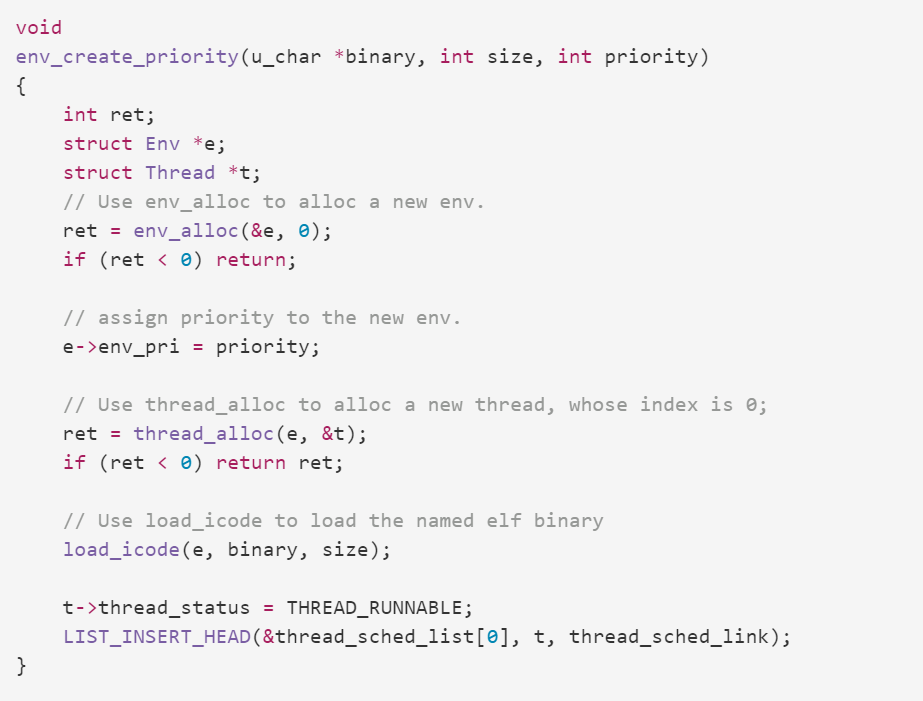 void
env_create_priority(u_char *binary, int size, int priority)
{
    int ret;
    struct Env *e;
    struct Thread *t;
    // Use env_alloc to alloc a new env.
    ret = env_alloc(&e, 0);
    if (ret < 0) return;

    // assign priority to the new env.
    e->env_pri = priority;

    // Use thread_alloc to alloc a new thread, whose index is 0;
    ret = thread_alloc(e, &t);
    if (ret < 0) return ret;

    // Use load_icode to load the named elf binary
    load_icode(e, binary, size);

    t->thread_status = THREAD_RUNNABLE;
    LIST_INSERT_HEAD(&thread_sched_list[0], t, thread_sched_link);
}